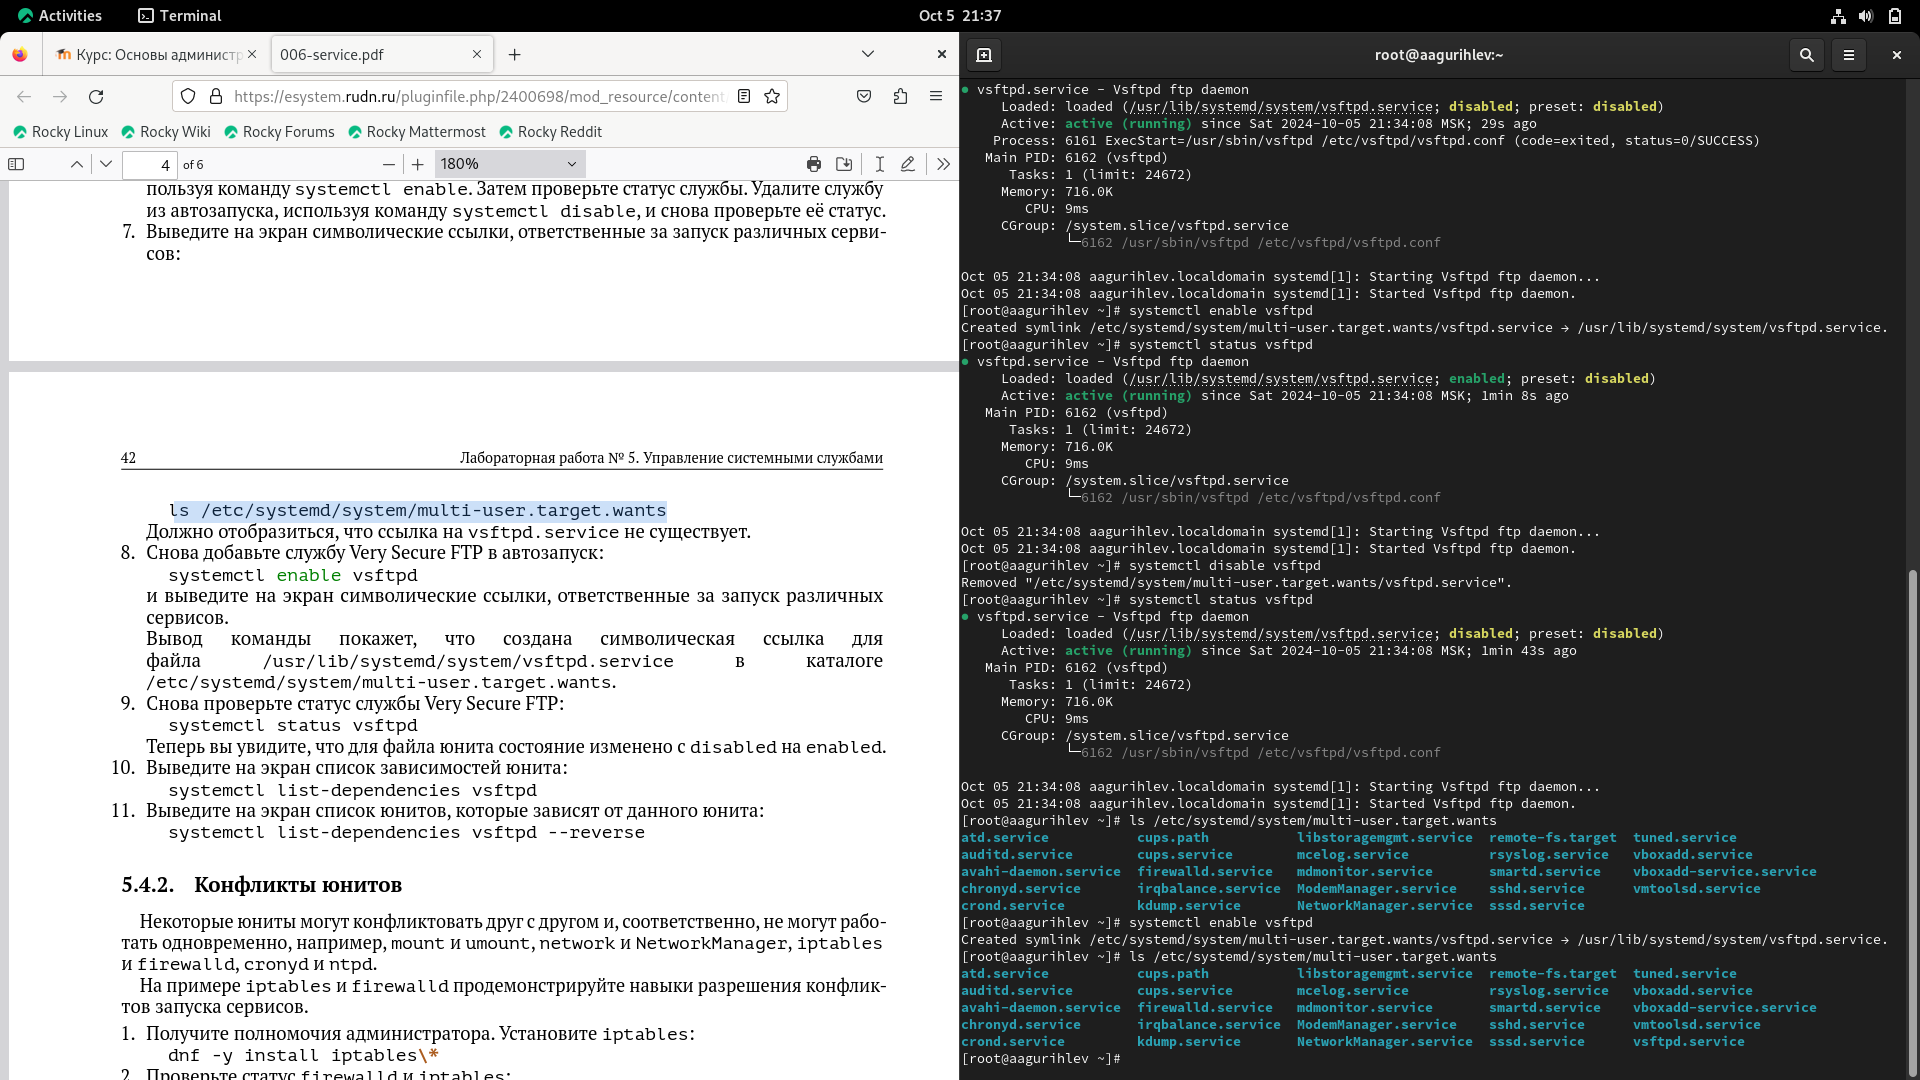 Activities
Terminal
Oct 5 21:37
Курс: Основы администр
006-service.pdf
https://esystem.rudn.ru/pluginfile.php/2400698/mod_resource/content
Rocky Linux
Rocky Wiki
Rocky Forums
Rocky Mattermost
Rocky Reddit
4 of 6
180%
пользуя команду systemctl enable. Затем проверьте статус службы. Удалите службу
из автозапуска, используя команду systemctl disable, и снова проверьте её статус.
7. Выведите на экран символические ссылки, ответственные за запуск различных серви-
сов:
42 Лабораторная работа № 5. Управление системными службами
ls /etc/systemd/system/multi-user.target.wants
Должно отобразиться, что ссылка на vsftpd.service не существует.
8. Снова добавьте службу Very Secure FTP в автозапуск:
systemctl enable vsftpd
и выведите на экран символические ссылки, ответственные за запуск различных
сервисов.
Вывод команды покажет, что создана символическая ссылка для
файла /usr/lib/systemd/system/vsftpd.service в каталоге
/etc/systemd/system/multi-user.target.wants.
9. Снова проверьте статус службы Very Secure FTP:
systemctl status vsftpd
Теперь вы увидите, что для файла юнита состояние изменено с disabled на enabled.
10. Выведите на экран список зависимостей юнита:
systemctl list-dependencies vsftpd
11. Выведите на экран список юнитов, которые зависят от данного юнита:
systemctl list-dependencies vsftpd --reverse
5.4.2. Конфликты юнитов
Некоторые юниты могут конфликтовать друг с другом и, соответственно, не могут рабо-
тать одновременно, например, mount и umount, network и NetworkManager, iptables
и firewalld, cronyd и ntpd.
На примере iptables и firewalld продемонстрируйте навыки разрешения конфлик-
тов запуска сервисов.
1. Получите полномочия администратора. Установите iptables:
dnf -y install iptables\*
2. Проверьте статус firewalld и iptables:
root@aagurihlev:~
● vsftpd.service - Vsftpd ftp daemon
Loaded: loaded (/usr/lib/systemd/system/vsftpd.service; disabled; preset: disabled)
Active: active (running) since Sat 2024-10-05 21:34:08 MSK; 29s ago
Process: 6161 ExecStart=/usr/sbin/vsftpd /etc/vsftpd/vsftpd.conf (code=exited, status=0/SUCCESS)
Main PID: 6162 (vsftpd)
Tasks: 1 (limit: 24672)
Memory: 716.0K
CPU: 9ms
CGroup: /system.slice/vsftpd.service
└─6162 /usr/sbin/vsftpd /etc/vsftpd/vsftpd.conf
Oct 05 21:34:08 aagurihlev.localdomain systemd[1]: Starting Vsftpd ftp daemon...
Oct 05 21:34:08 aagurihlev.localdomain systemd[1]: Started Vsftpd ftp daemon.
[root@aagurihlev ~]# systemctl enable vsftpd
Created symlink /etc/systemd/system/multi-user.target.wants/vsftpd.service → /usr/lib/systemd/system/vsftpd.service.
[root@aagurihlev ~]# systemctl status vsftpd
● vsftpd.service - Vsftpd ftp daemon
Loaded: loaded (/usr/lib/systemd/system/vsftpd.service; enabled; preset: disabled)
Active: active (running) since Sat 2024-10-05 21:34:08 MSK; 1min 8s ago
Main PID: 6162 (vsftpd)
Tasks: 1 (limit: 24672)
Memory: 716.0K
CPU: 9ms
CGroup: /system.slice/vsftpd.service
└─6162 /usr/sbin/vsftpd /etc/vsftpd/vsftpd.conf
Oct 05 21:34:08 aagurihlev.localdomain systemd[1]: Starting Vsftpd ftp daemon...
Oct 05 21:34:08 aagurihlev.localdomain systemd[1]: Started Vsftpd ftp daemon.
[root@aagurihlev ~]# systemctl disable vsftpd
Removed "/etc/systemd/system/multi-user.target.wants/vsftpd.service".
[root@aagurihlev ~]# systemctl status vsftpd
● vsftpd.service - Vsftpd ftp daemon
Loaded: loaded (/usr/lib/systemd/system/vsftpd.service; disabled; preset: disabled)
Active: active (running) since Sat 2024-10-05 21:34:08 MSK; 1min 43s ago
Main PID: 6162 (vsftpd)
Tasks: 1 (limit: 24672)
Memory: 716.0K
CPU: 9ms
CGroup: /system.slice/vsftpd.service
└─6162 /usr/sbin/vsftpd /etc/vsftpd/vsftpd.conf
Oct 05 21:34:08 aagurihlev.localdomain systemd[1]: Starting Vsftpd ftp daemon...
Oct 05 21:34:08 aagurihlev.localdomain systemd[1]: Started Vsftpd ftp daemon.
[root@aagurihlev ~]# ls /etc/systemd/system/multi-user.target.wants
atd.service cups.path libstoragemgmt.service remote-fs.target tuned.service
auditd.service cups.service mcelog.service rsyslog.service vboxadd.service
avahi-daemon.service firewalld.service mdmonitor.service smartd.service vboxadd-service.service
chronyd.service irqbalance.service ModemManager.service sshd.service vmtoolsd.service
crond.service kdump.service NetworkManager.service sssd.service
[root@aagurihlev ~]# systemctl enable vsftpd
Created symlink /etc/systemd/system/multi-user.target.wants/vsftpd.service → /usr/lib/systemd/system/vsftpd.service.
[root@aagurihlev ~]# ls /etc/systemd/system/multi-user.target.wants
atd.service cups.path libstoragemgmt.service remote-fs.target tuned.service
auditd.service cups.service mcelog.service rsyslog.service vboxadd.service
avahi-daemon.service firewalld.service mdmonitor.service smartd.service vboxadd-service.service
chronyd.service irqbalance.service ModemManager.service sshd.service vmtoolsd.service
crond.service kdump.service NetworkManager.service sssd.service vsftpd.service
[root@aagurihlev ~]#